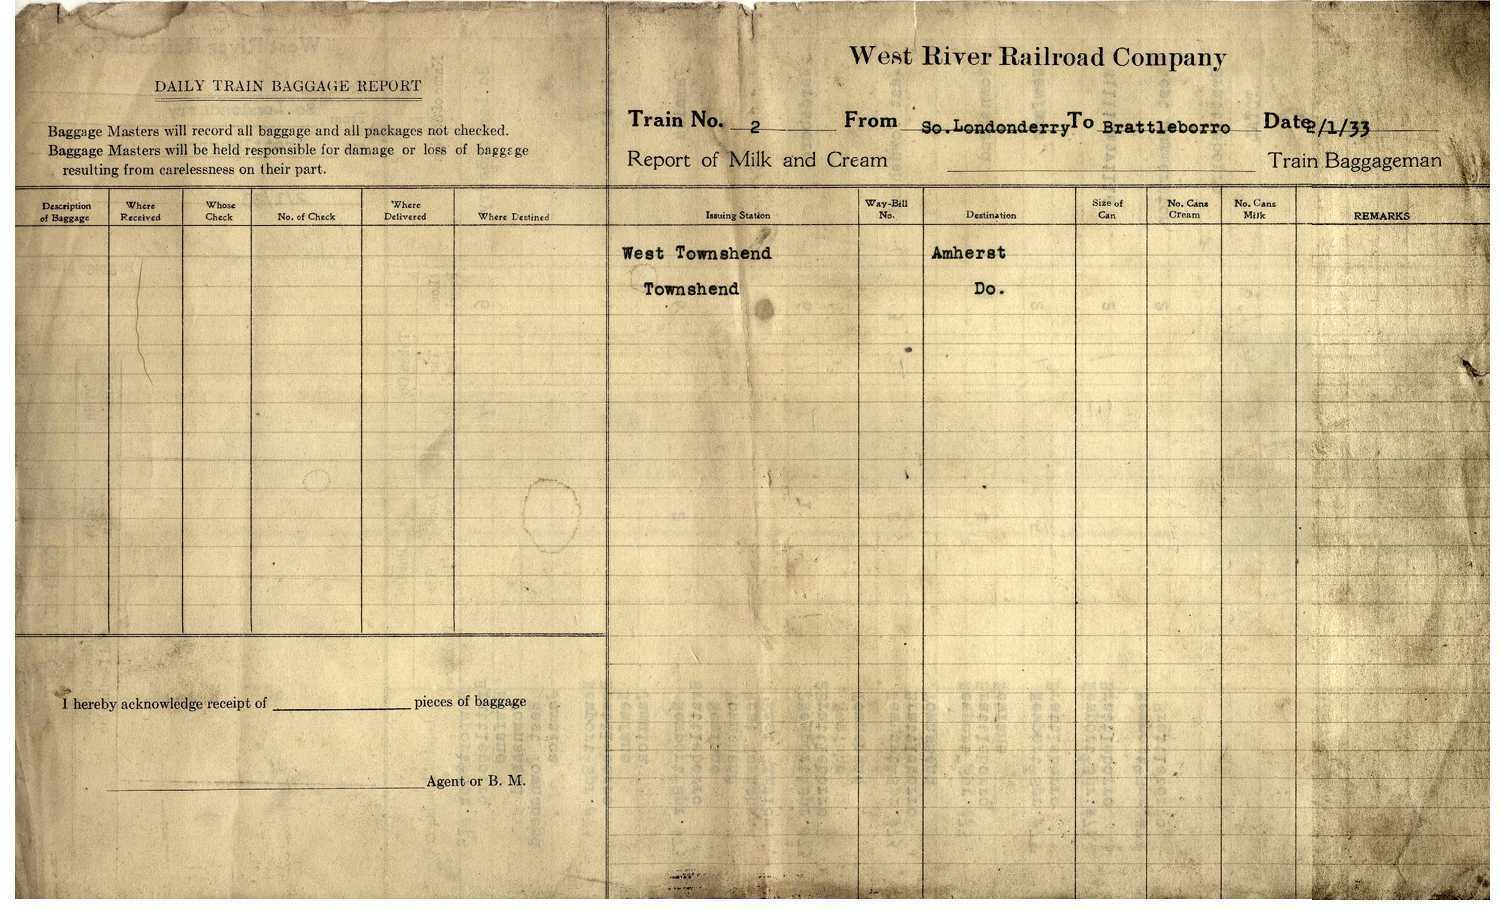 DAILY TRAIN BAGGAGE REPORT
Baggage Masters will record all baggage and all packages not checked.
Baggage Masters will be held responsible for damage or loss of baggage
resulting from carelessness on their part.
Description of Baggage
Where Received
Whose Check
No. of Check
Where Delivered
Where Destined
I hereby acknowledge receipt of pieces of baggage
Agent or B. M.
West River Railroad Company
Train No. 2 From So.Londonderry To Brattleborro Date 2/1/33
Report of Milk and Cream Train Baggageman
Issuing Station
Way-Bill No.
Destination
Size of Can
No. Cans Cream
No. Cans Milk
REMARKS
West Townshend Amherst
Townshend Do.